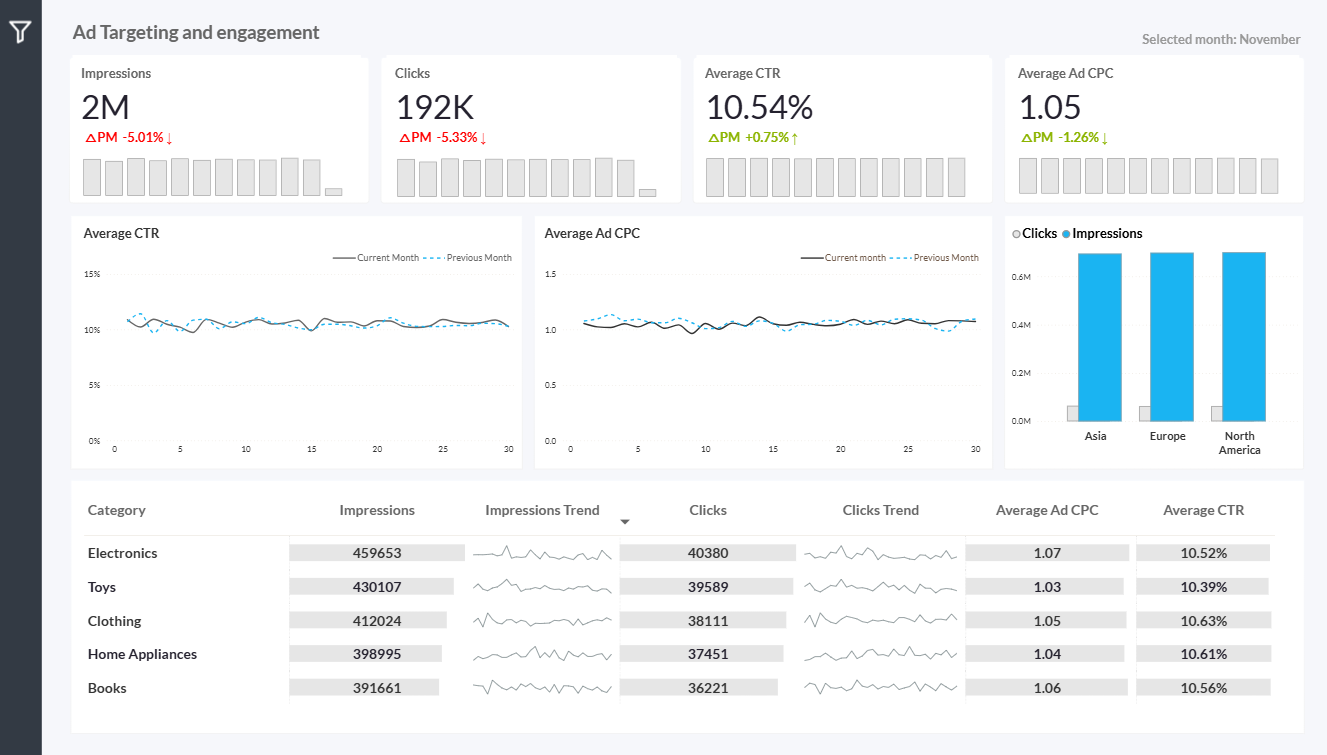 Ad Targeting and engagement
Selected month: November
Impressions
2M
△PM -5.01%↓
Clicks
192K
△PM -5.33%↓
Average CTR
10.54%
△PM +0.75%↑
Average Ad CPC
1.05
△PM -1.26%↓
Average CTR
Current Month Previous Month
15%
10%
5%
0%
0 5 10 15 20 25 30
Average Ad CPC
Current month Previous Month
1.5
1.0
0.5
0.0
0 5 10 15 20 25 30
Clicks Impressions
0.6M
0.4M
0.2M
0.0M
Asia Europe North
America
Category Impressions Impressions Trend Clicks Clicks Trend Average Ad CPC Average CTR
Electronics 459653 40380 1.07 10.52%
Toys 430107 39589 1.03 10.39%
Clothing 412024 38111 1.05 10.63%
Home Appliances 398995 37451 1.04 10.61%
Books 391661 36221 1.06 10.56%